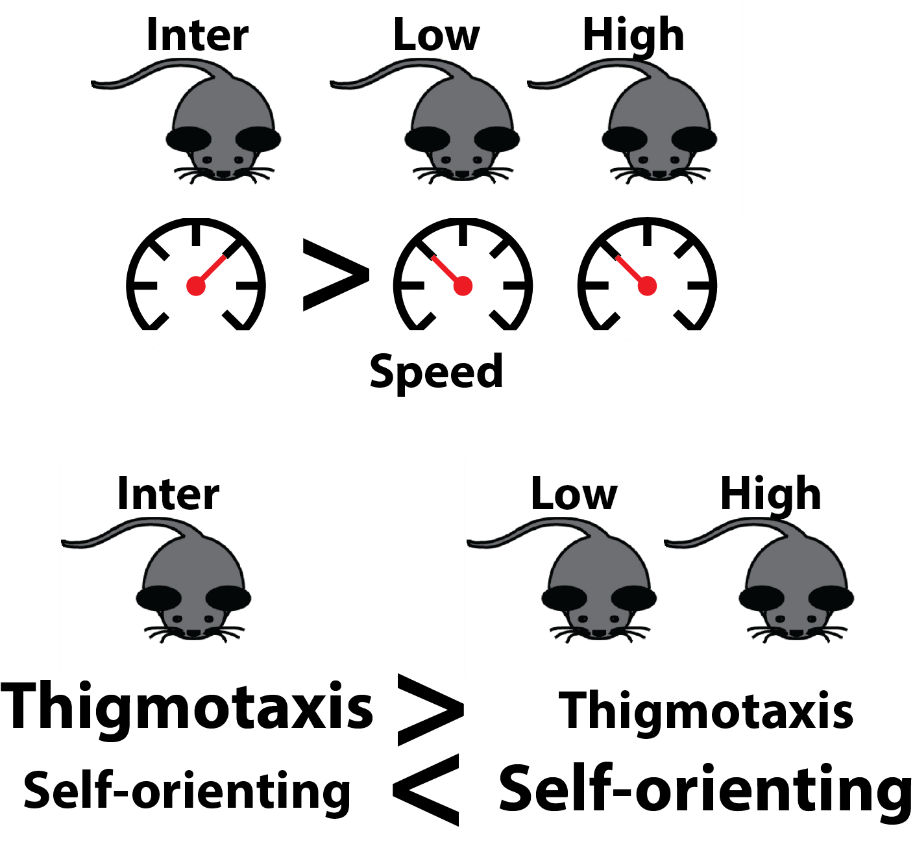 Inter Low High
>
Speed
Inter Low High
Thigmotaxis > Thigmotaxis
Self-orienting < Self-orienting